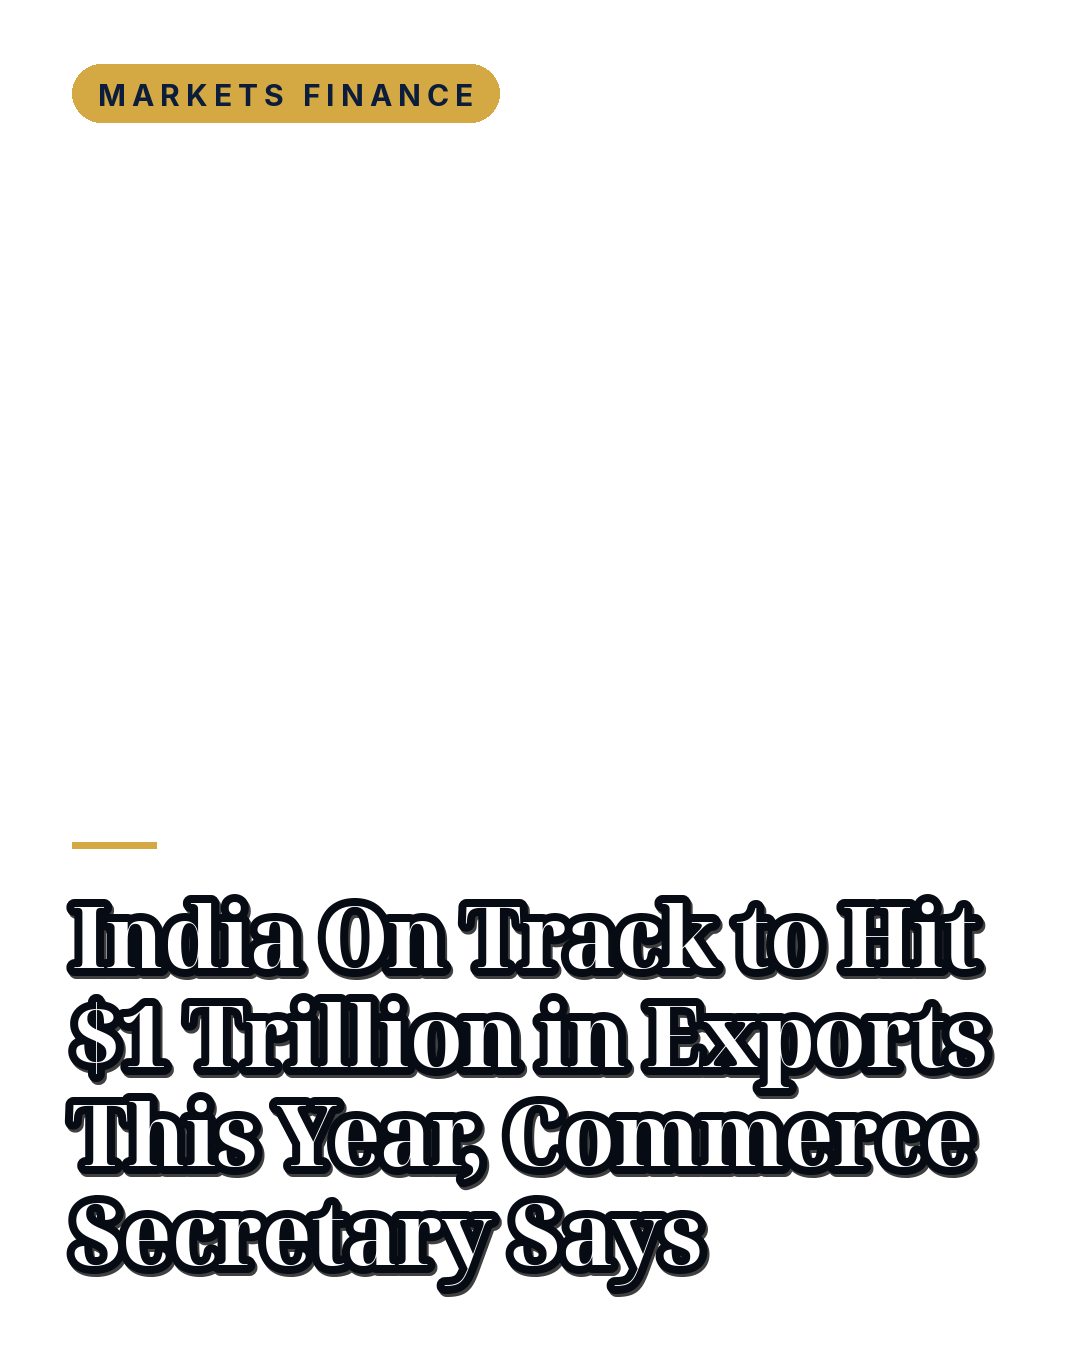 MARKETS FINANCE
India On Track to Hit
$1 Trillion in Exports
This Year, Commerce
Secretary Says